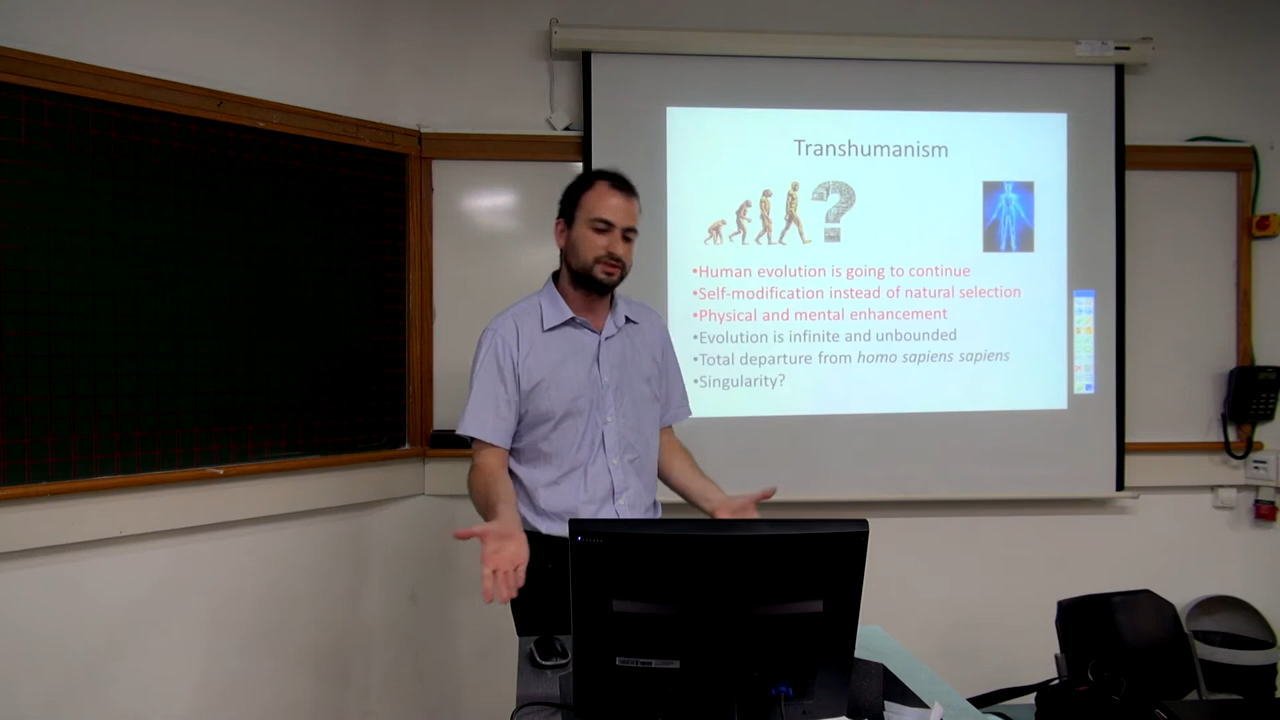 Transhumanism
?
•Human evolution is going to continue
•Self-modification instead of natural selection
•Physical and mental enhancement
•Evolution is infinite and unbounded
•Total departure from homo sapiens sapiens
•Singularity?